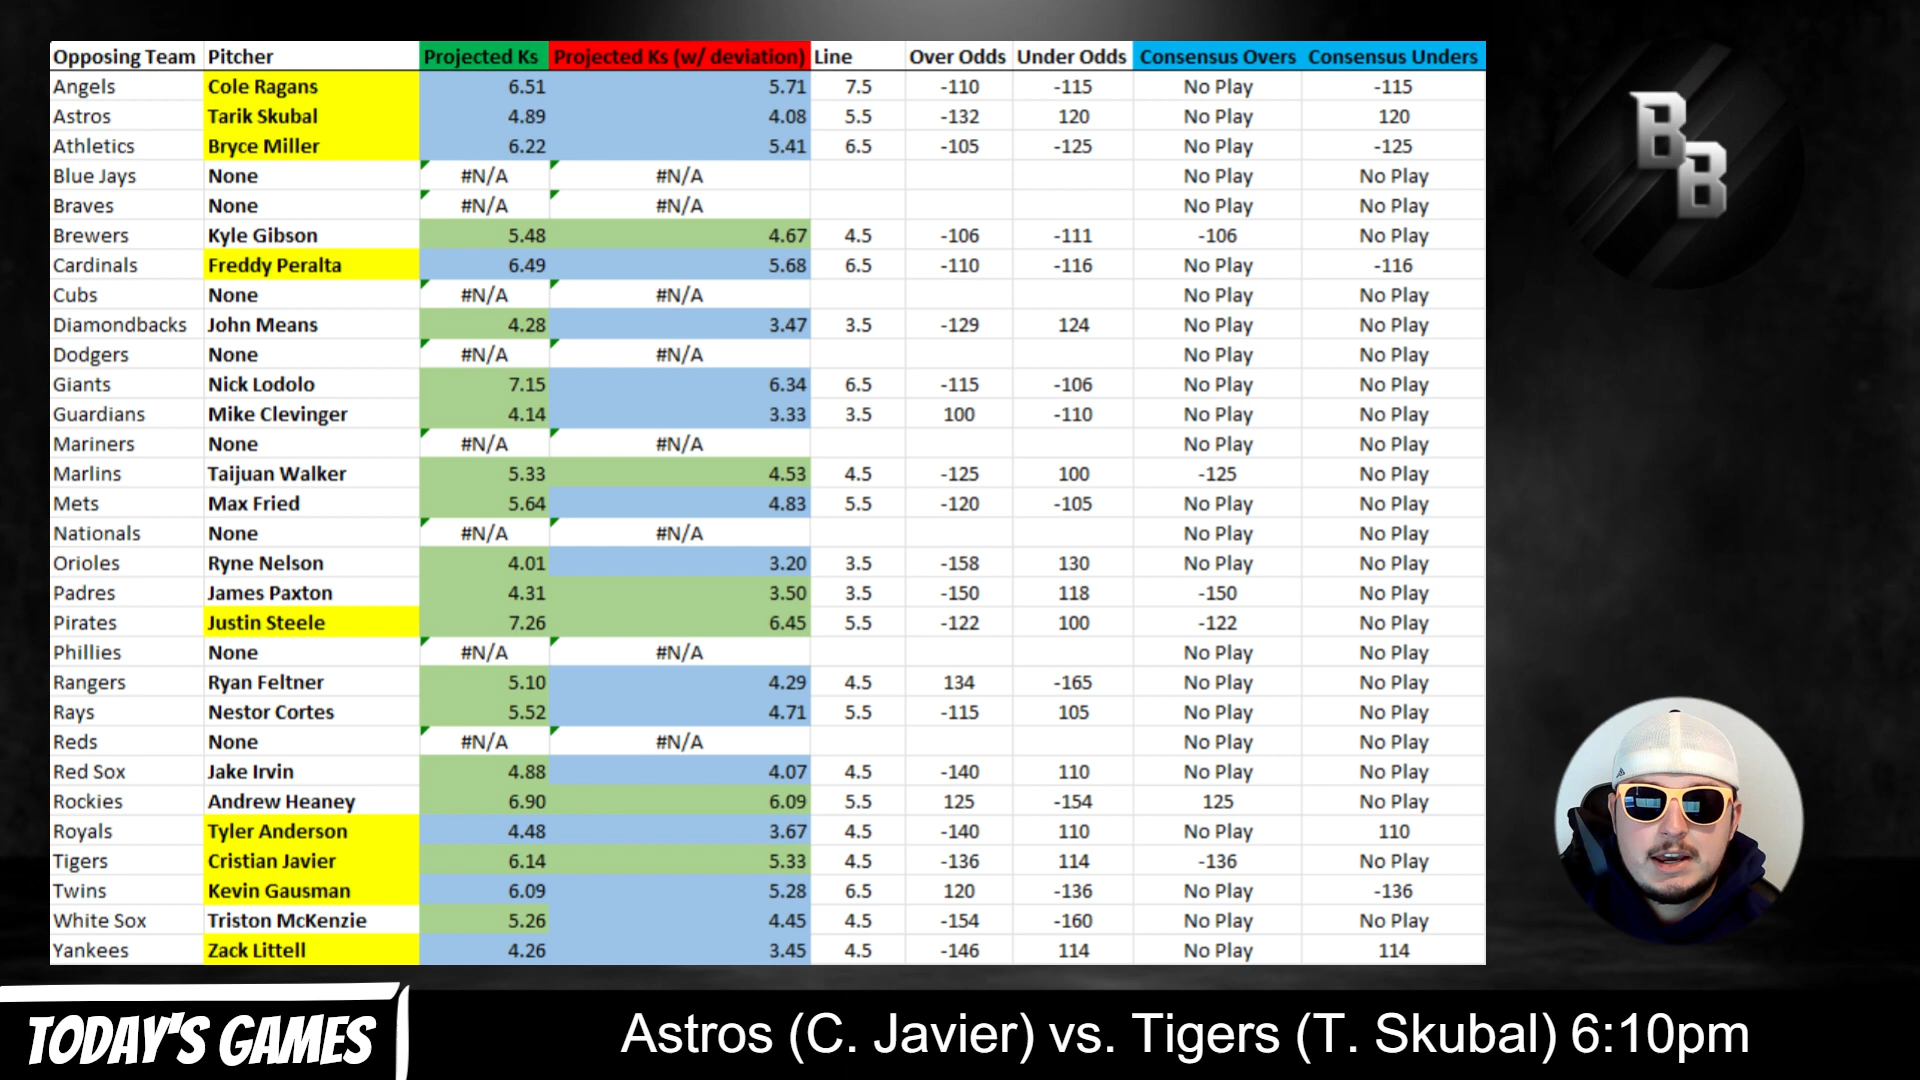 Opposing Team Pitcher Projected Ks Projected Ks (w/ deviation) Line Over Odds Under Odds Consensus Overs Consensus Unders
Angels Cole Ragans 6.51 5.71 7.5 -110 -115 No Play -115
Astros Tarik Skubal 4.89 4.08 5.5 -132 120 No Play 120
Athletics Bryce Miller 6.22 5.41 6.5 -105 -125 No Play -125
Blue Jays None #N/A #N/A No Play No Play
Braves None #N/A #N/A No Play No Play
Brewers Kyle Gibson 5.48 4.67 4.5 -106 -111 -106 No Play
Cardinals Freddy Peralta 6.49 5.68 6.5 -110 -116 No Play -116
Cubs None #N/A #N/A No Play No Play
Diamondbacks John Means 4.28 3.47 3.5 -129 124 No Play No Play
Dodgers None #N/A #N/A No Play No Play
Giants Nick Lodolo 7.15 6.34 6.5 -115 -106 No Play No Play
Guardians Mike Clevinger 4.14 3.33 3.5 100 -110 No Play No Play
Mariners None #N/A #N/A No Play No Play
Marlins Taijuan Walker 5.33 4.53 4.5 -125 100 -125 No Play
Mets Max Fried 5.64 4.83 5.5 -120 -105 No Play No Play
Nationals None #N/A #N/A No Play No Play
Orioles Ryne Nelson 4.01 3.20 3.5 -158 130 No Play No Play
Padres James Paxton 4.31 3.50 3.5 -150 118 -150 No Play
Pirates Justin Steele 7.26 6.45 5.5 -122 100 -122 No Play
Phillies None #N/A #N/A No Play No Play
Rangers Ryan Feltner 5.10 4.29 4.5 134 -165 No Play No Play
Rays Nestor Cortes 5.52 4.71 5.5 -115 105 No Play No Play
Reds None #N/A #N/A No Play No Play
Red Sox Jake Irvin 4.88 4.07 4.5 -140 110 No Play No Play
Rockies Andrew Heaney 6.90 6.09 5.5 125 -154 125 No Play
Royals Tyler Anderson 4.48 3.67 4.5 -140 110 No Play 110
Tigers Cristian Javier 6.14 5.33 4.5 -136 114 -136 No Play
Twins Kevin Gausman 6.09 5.28 6.5 120 -136 No Play -136
White Sox Triston McKenzie 5.26 4.45 4.5 -154 -160 No Play No Play
Yankees Zack Littell 4.26 3.45 4.5 -146 114 No Play 114
BB
TODAY'S GAMES
Astros (C. Javier) vs. Tigers (T. Skubal) 6:10pm